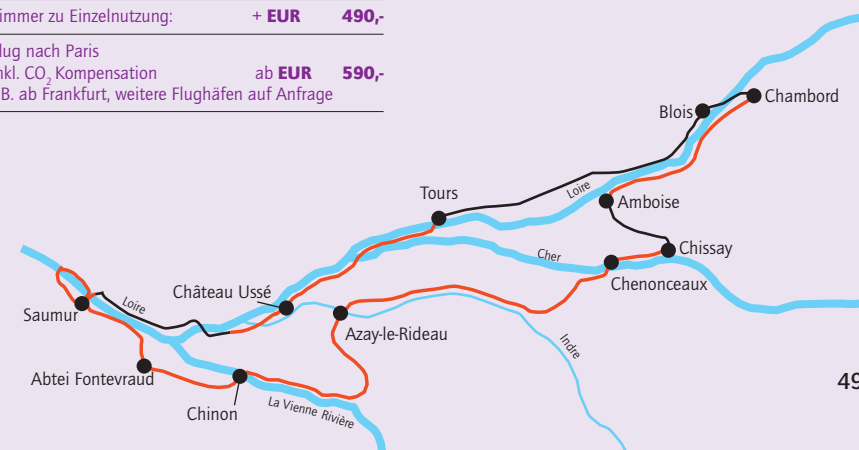 immer zu Einzelnutzung: + EUR 490,-
lug nach Paris
nkl. CO2 Kompensation ab EUR 590,-
B. ab Frankfurt, weitere Flughäfen auf Anfrage
Chambord
Blois
Loire
Tours
Amboise
Cher
Chissay
Chenonceaux
Château Ussé
Loire
Saumur
Azay-le-Rideau
Indre
Abtei Fontevraud
Chinon
La Vienne Rivière
49